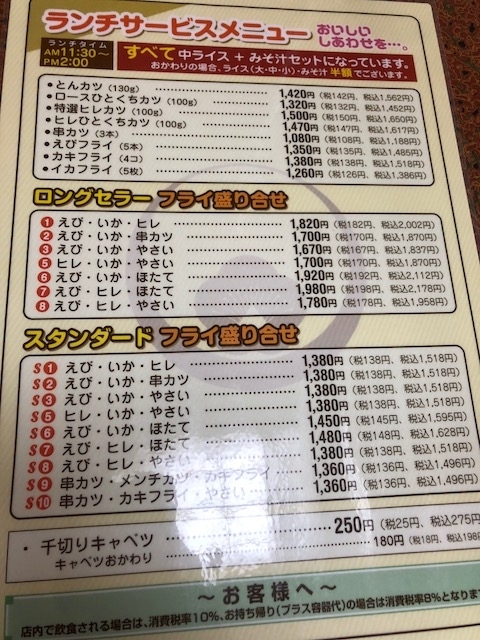 ランチサービスメニュー おいしいしあわせを…。
ランチタイム
AM11:30〜
PM2:00
すべて中ライス + みそ汁セットになっています。
おかわりの場合、ライス(大・中・小)・みそ汁半額でございます。
●とんカツ (130g) 1,420円(税142円、税込1,562円)
●ロースひとくちカツ (100g) 1,320円(税132円、税込1,452円)
●特選ヒレカツ (100g) 1,500円(税150円、税込1,650円)
●ヒレひとくちカツ (100g) 1,470円(税147円、税込1,617円)
●串カツ (3本) 1,080円(税108円、税込1,188円)
●えびフライ (5本) 1,350円(税135円、税込1,485円)
●カキフライ (4コ) 1,380円(税138円、税込1,518円)
●イカフライ (5枚) 1,260円(税126円、税込1,386円)
ロングセラー フライ盛り合せ
1 えび・いか・ヒレ 1,820円(税182円、税込2,002円)
2 えび・いか・串カツ 1,700円(税170円、税込1,870円)
3 えび・いか・やさい 1,670円(税167円、税込1,837円)
5 ヒレ・いか・やさい 1,700円(税170円、税込1,870円)
6 えび・いか・ほたて 1,920円(税192円、税込2,112円)
7 えび・ヒレ・ほたて 1,980円(税198円、税込2,178円)
8 えび・ヒレ・やさい 1,780円(税178円、税込1,958円)
スタンダード フライ盛り合せ
S1 えび・いか・ヒレ 1,380円(税138円、税込1,518円)
S2 えび・いか・串カツ 1,380円(税138円、税込1,518円)
S3 えび・いか・やさい 1,380円(税138円、税込1,518円)
S5 ヒレ・いか・やさい 1,380円(税138円、税込1,518円)
S6 えび・いか・ほたて 1,450円(税145円、税込1,595円)
S7 えび・ヒレ・ほたて 1,480円(税148円、税込1,628円)
S8 えび・ヒレ・やさい 1,380円(税138円、税込1,518円)
S9 串カツ・メンチカツ・カキフライ 1,360円(税136円、税込1,496円)
S10 串カツ・カキフライ・やさい 1,360円(税136円、税込1,496円)
・千切りキャベツ 250円(税25円、税込275円)
キャベツおかわり 180円(税18円、税込198円
〜お客様へ〜
店内で飲食される場合は消費税率10%、お持ち帰り(プラス容器代)の場合は消費税率8%となりま